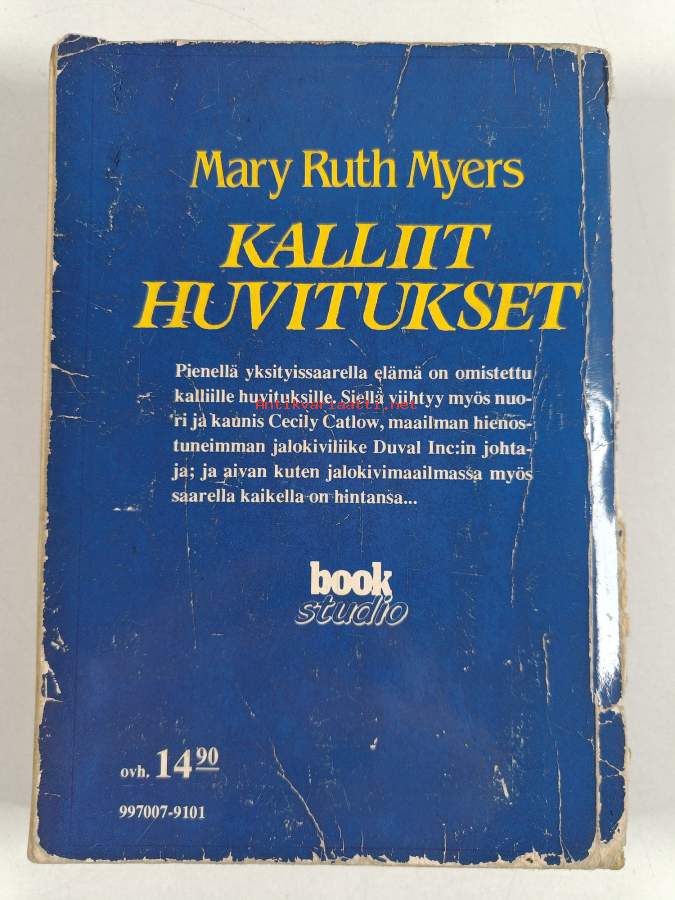 Mary Ruth Myers
KALLIIT
HUVITUKSET
Pienellä yksityissaarella elämä on omistettu
kalliille huvituksille. Siellä viihtyy myös nuo-
Antikvariaatti.net
ri ja kaunis Cecily Catlow, maailman hienos-
tuneimman jalokiviliike Duval Inc:in johta-
ja; ja aivan kuten jalokivimaailmassa myös
saarella kaikella on hintansa...
book
studio
ovh. 14 90
997007-9101